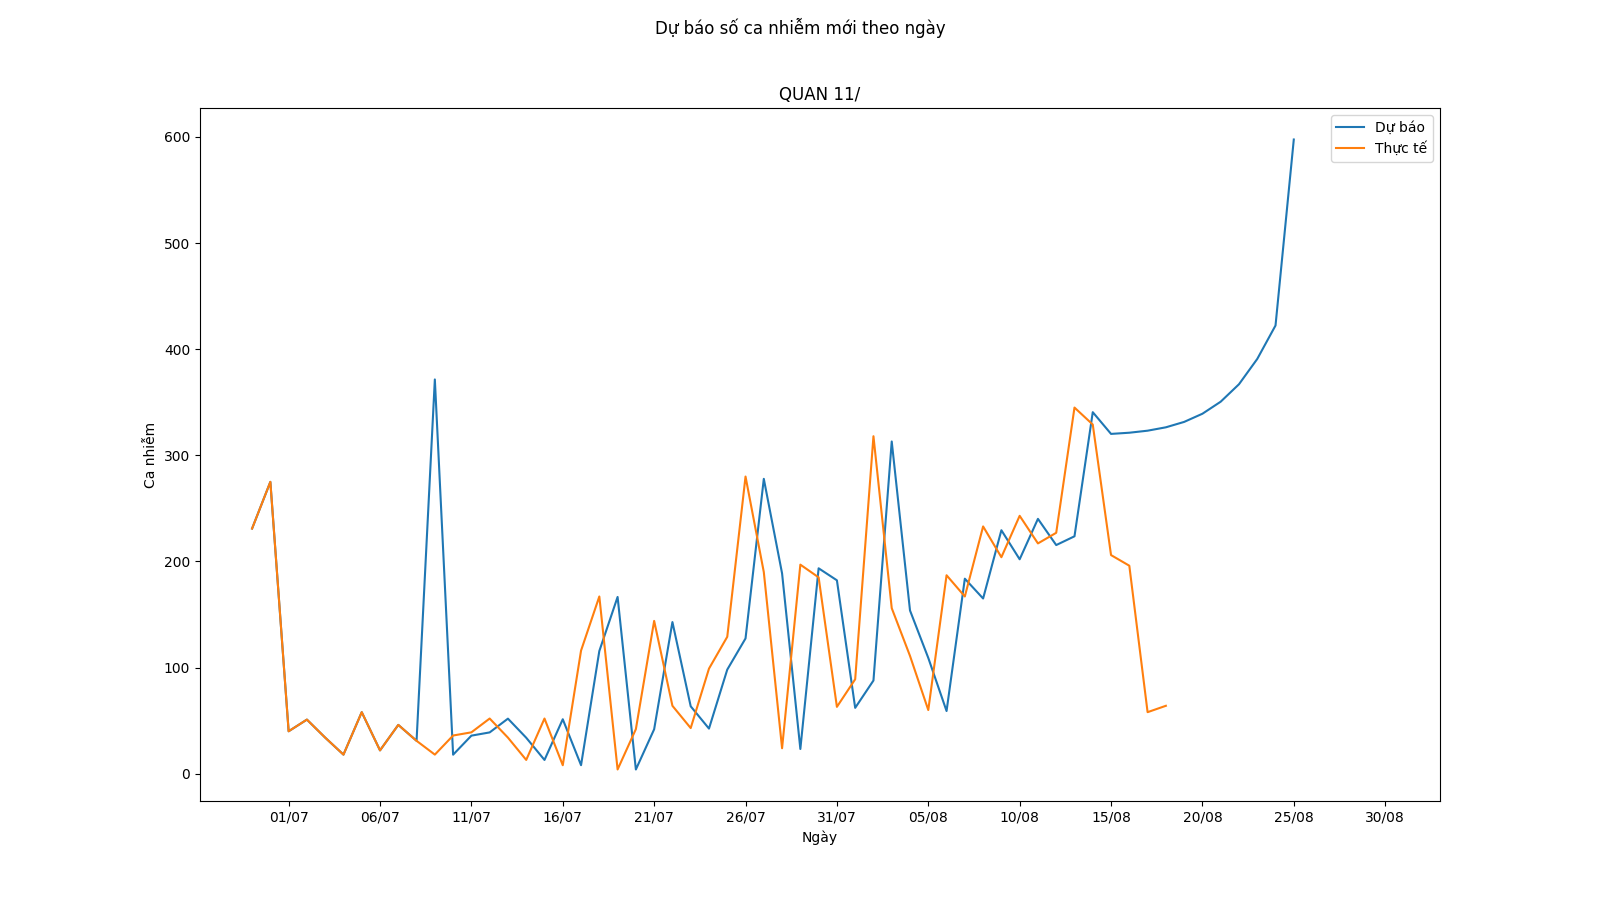 Dự báo số ca nhiễm mới theo ngày
QUAN 11/
Dự báo
Thực tế
600
500
400
300
200
100
0
Ca nhiễm
01/07 06/07 11/07 16/07 21/07 26/07 31/07 05/08 10/08 15/08 20/08 25/08 30/08
Ngày